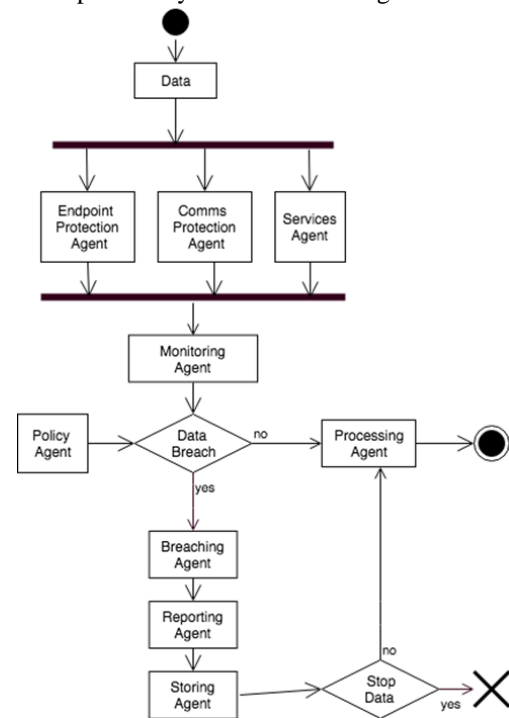 Data
Endpoint
Protection
Agent
Comms
Protection
Agent
Services
Agent
Monitoring
Agent
Policy
Agent
Data
Breach
no
Processing
Agent
yes
Breaching
Agent
Reporting
Agent
Storing
Agent
Stop
Data
no
yes